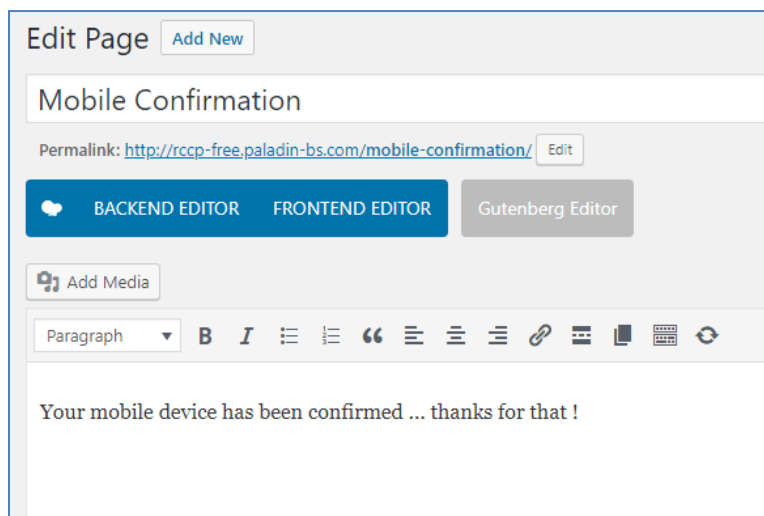 Edit Page Add New
Mobile Confirmation
Permalink: http://rccp-free.paladin-bs.com/mobile-confirmation/ Edit
BACKEND EDITOR FRONTEND EDITOR Gutenberg Editor
Add Media
Paragraph
Your mobile device has been confirmed ... thanks for that !